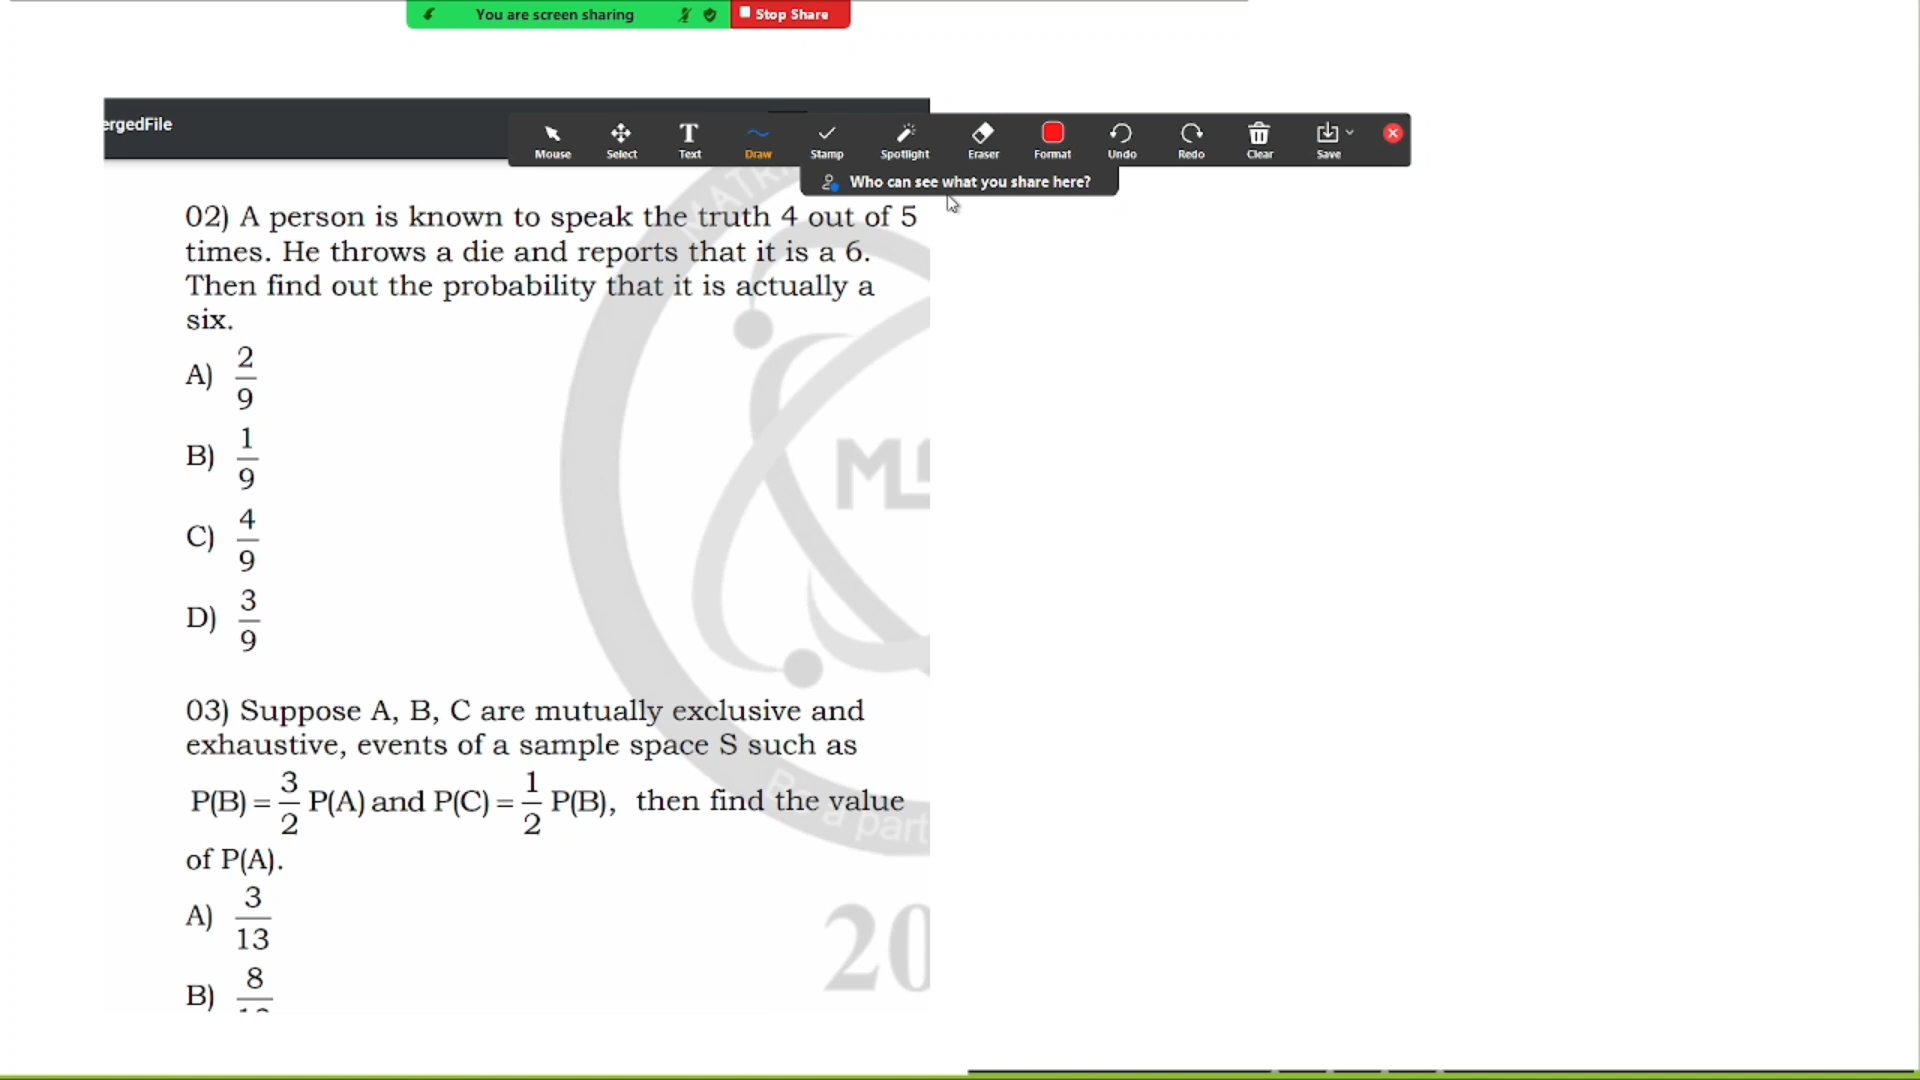 You are screen sharing
Stop Share
ergedFile
Mouse
Select
Text
Draw
Stamp
Spotlight
Eraser
Format
Undo
Redo
Clear
Save
Who can see what you share here?
02) A person is known to speak the truth 4 out of 5
times. He throws a die and reports that it is a 6.
Then find out the probability that it is actually a
six.
A) 2/9
B) 1/9
C) 4/9
D) 3/9
03) Suppose A, B, C are mutually exclusive and
exhaustive, events of a sample space S such as
P(B) = 3/2 P(A) and P(C) = 1/2 P(B), then find the value
of P(A).
A) 3/13
B) 8
Be a part
20